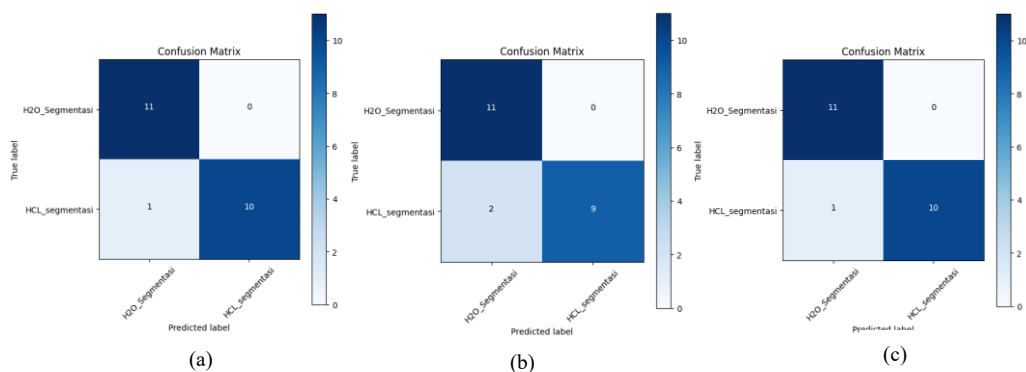 Confusion Matrix
H2O_Segmentasi
HCL_segmentasi
True label
11 0
1 10
H2O_Segmentasi HCL_segmentasi
Predicted label
10
8
6
4
2
0
(a)
Confusion Matrix
H2O_Segmentasi
HCL_segmentasi
True label
11 0
2 9
H2O_Segmentasi HCL_segmentasi
Predicted label
10
8
6
4
2
0
(b)
Confusion Matrix
H2O_Segmentasi
HCL_segmentasi
True label
11 0
1 10
H2O_Segmentasi HCL_segmentasi
Predicted label
10
8
6
4
2
0
(c)